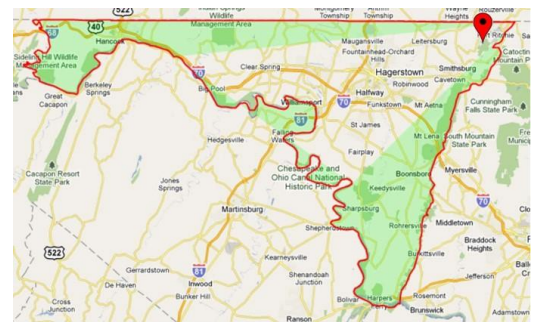 522
Wildlife
Management Area
Township
Township
Wayne
Heights
Rouzerville
40
68
Hancock
Sideling Hill Wildlife
Management Area
Maugansville
Leitersburg
Fort Ritchie
Catoctin
Mountain P
Fountainhead-Orchard
Hills
Smithsburg
Cavetown
70
Clear Spring
Hagerstown
Robinwood
Berkeley
Springs
Great
Cacapon
Big Pool
Williamsport
Halfway
70
Funkstown
Mt Aetna
Cunningham
Falls State Park
81
Falling
Waters
St James
Mt Lena
South Mountain
State Park
Hedgesville
Fairplay
Cacapon Resort
State Park
Jones
Springs
Chesapeake and
Ohio Canal National
Historic Park
Boonsboro
Myersville
Keedysville
70
Martinsburg
Sharpsburg
Rohrersville
Middletown
522
Braddock
Heights
Burkittsville
Kearneysville
Gerrardstown
81
Shenandoah
Junction
Jefferson
De Haven
Inwood
Bunker Hill
Cross
Junction
Bolivar
Harpers
Rosemont
Brunswick
Adamstown
Ranson